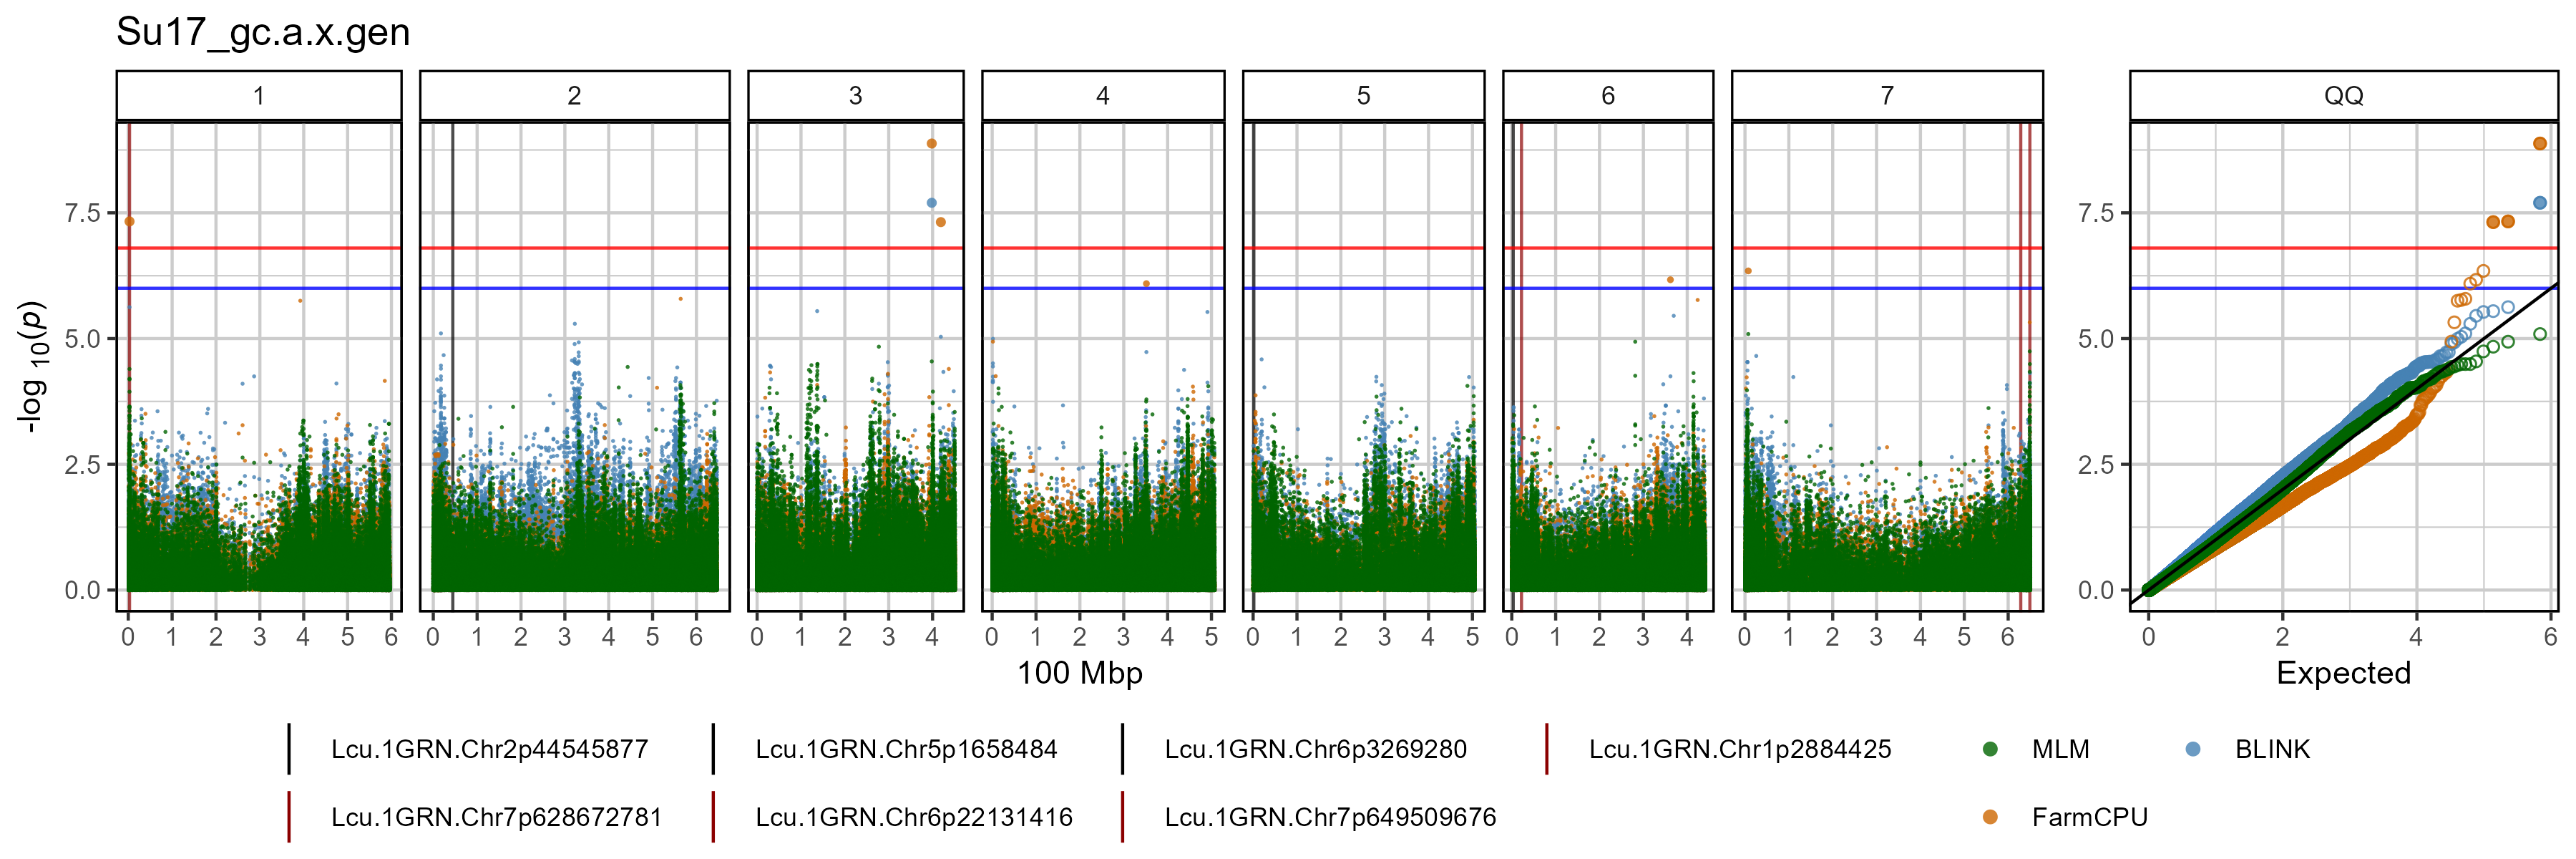 Su17_gc.a.x.gen
1 2 3 4 5 6 7 QQ
7.5 7.5
5.0 5.0
2.5 2.5
0.0 0.0
-log 10(p)
0 1 2 3 4 5 6 0 1 2 3 4 5 6 0 1 2 3 4 0 1 2 3 4 5 0 1 2 3 4 5 0 1 2 3 4 0 1 2 3 4 5 6 0 2 4 6
100 Mbp Expected
Lcu.1GRN.Chr2p44545877 Lcu.1GRN.Chr5p1658484 Lcu.1GRN.Chr6p3269280 Lcu.1GRN.Chr1p2884425 MLM BLINK
Lcu.1GRN.Chr7p628672781 Lcu.1GRN.Chr6p22131416 Lcu.1GRN.Chr7p649509676 FarmCPU